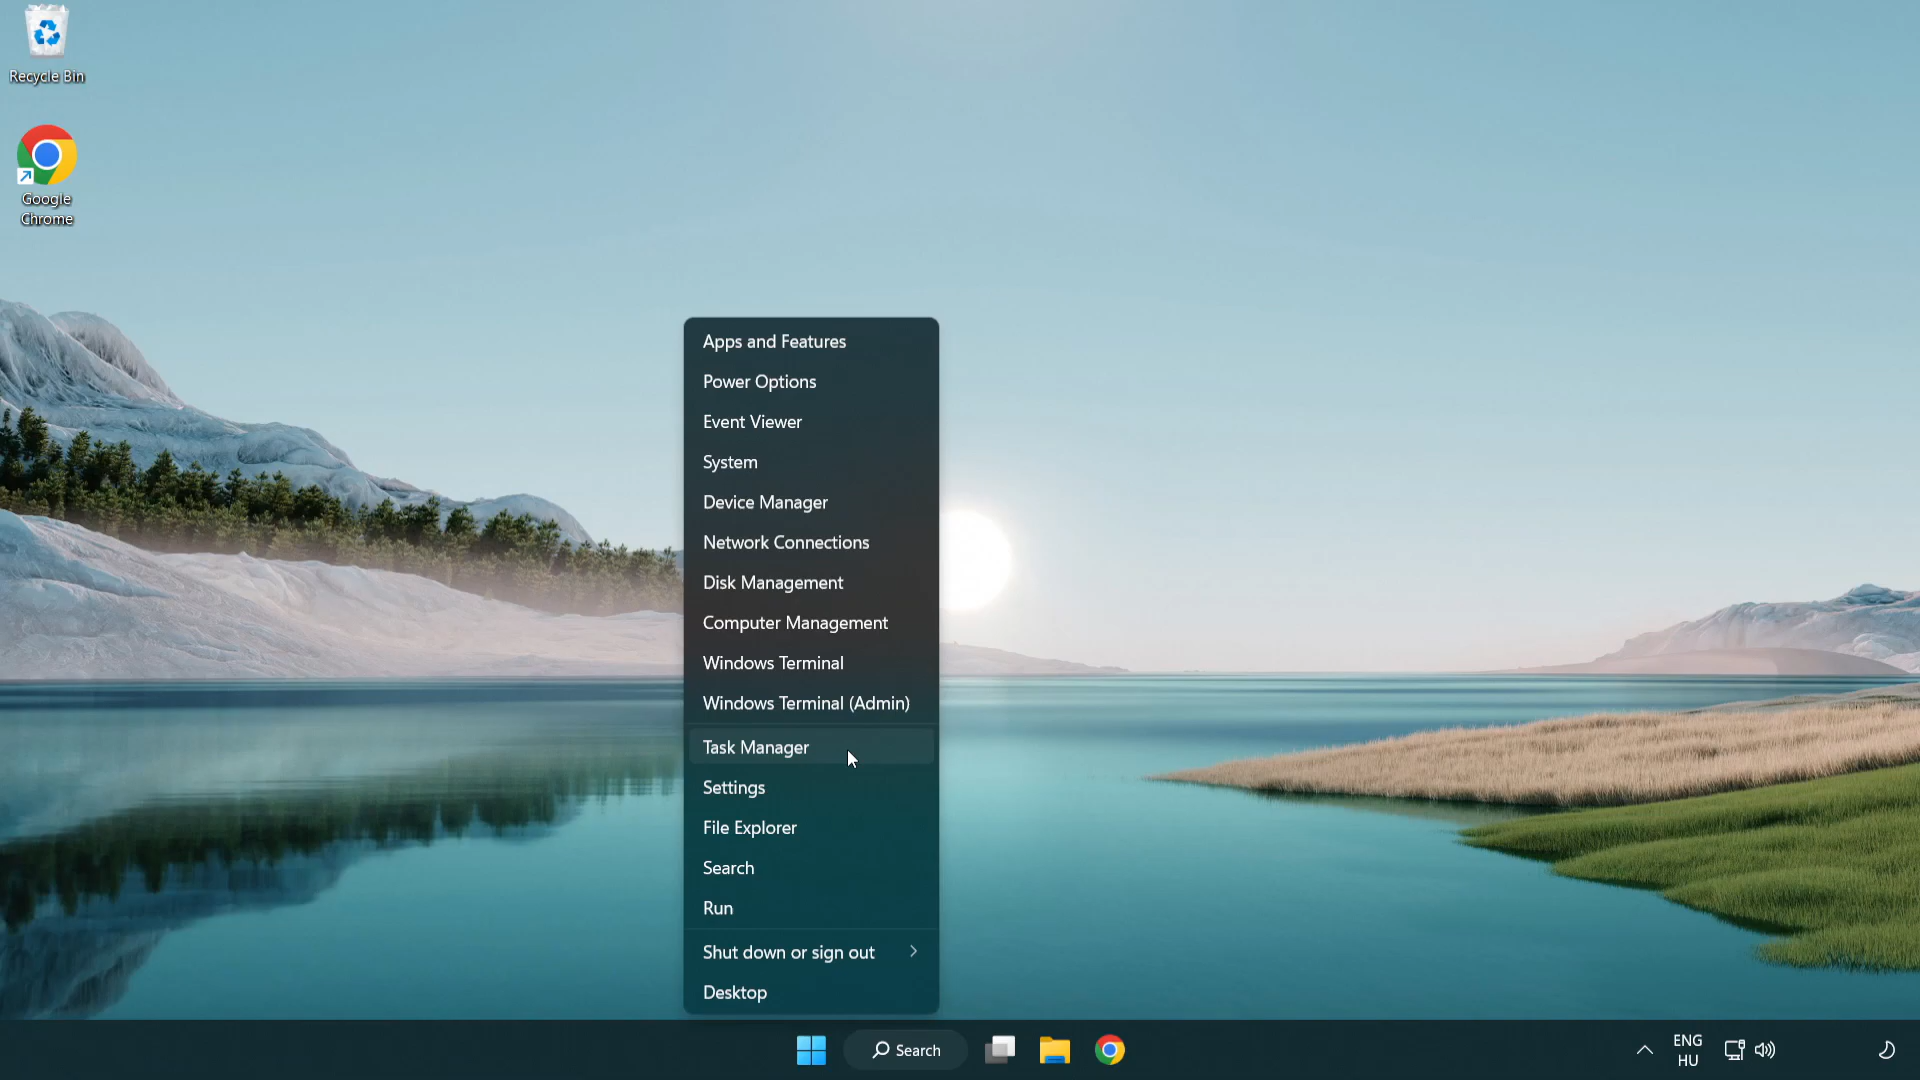 Recycle Bin
Google
Chrome
Apps and Features
Power Options
Event Viewer
System
Device Manager
Network Connections
Disk Management
Computer Management
Windows Terminal
Windows Terminal (Admin)
Task Manager
Settings
File Explorer
Search
Run
Shut down or sign out
Desktop
Search
ENG
HU